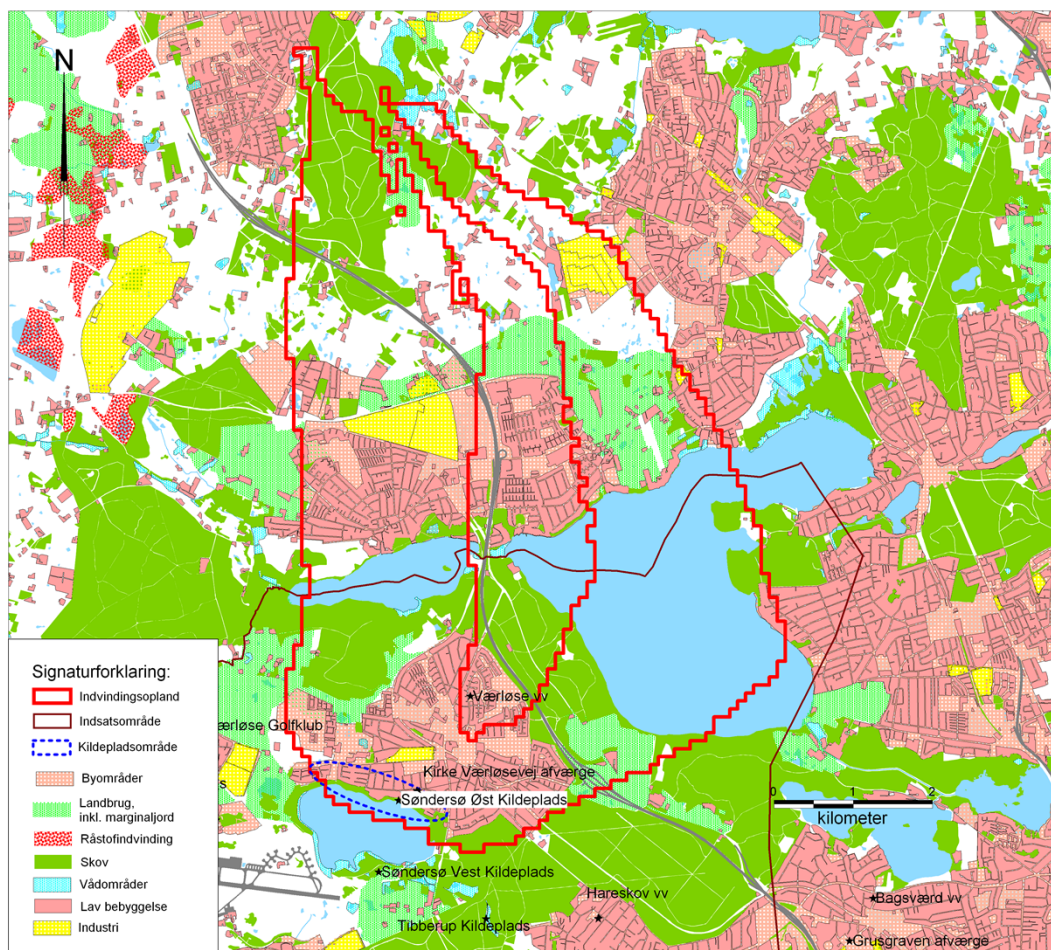 N
Signaturforklaring:
Indvindingsopland
Indsatsområde
Kildepladsområde
Byområder
Landbrug,
inkl. marginaljord
Råstofindvinding
Skov
Vådområder
Lav bebyggelse
Industri
Værløse vv
ærløse Golfklub
Kirke Værløsevej afværge
s
Søndersø Øst Kildeplads
0 1 2
kilometer
Søndersø Vest Kildeplads
Hareskov vv
Bagsværd vv
Tibberup Kildeplads
Grusgraven afværge